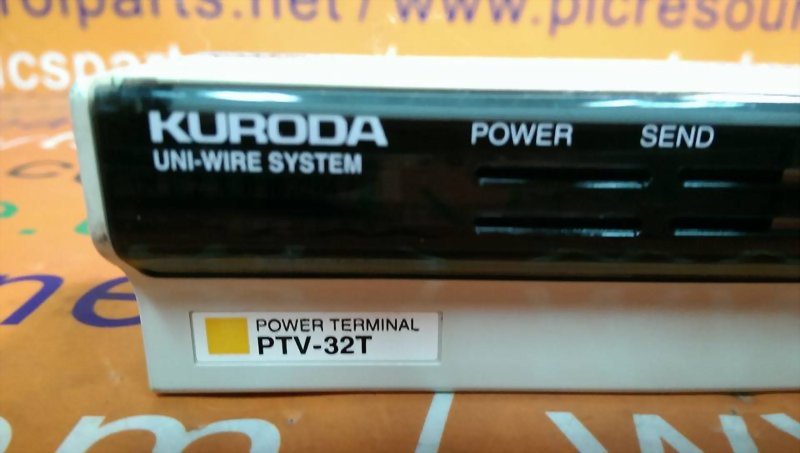 KURODA
UNI-WIRE SYSTEM
POWER SEND
POWER TERMINAL
PTV-32T